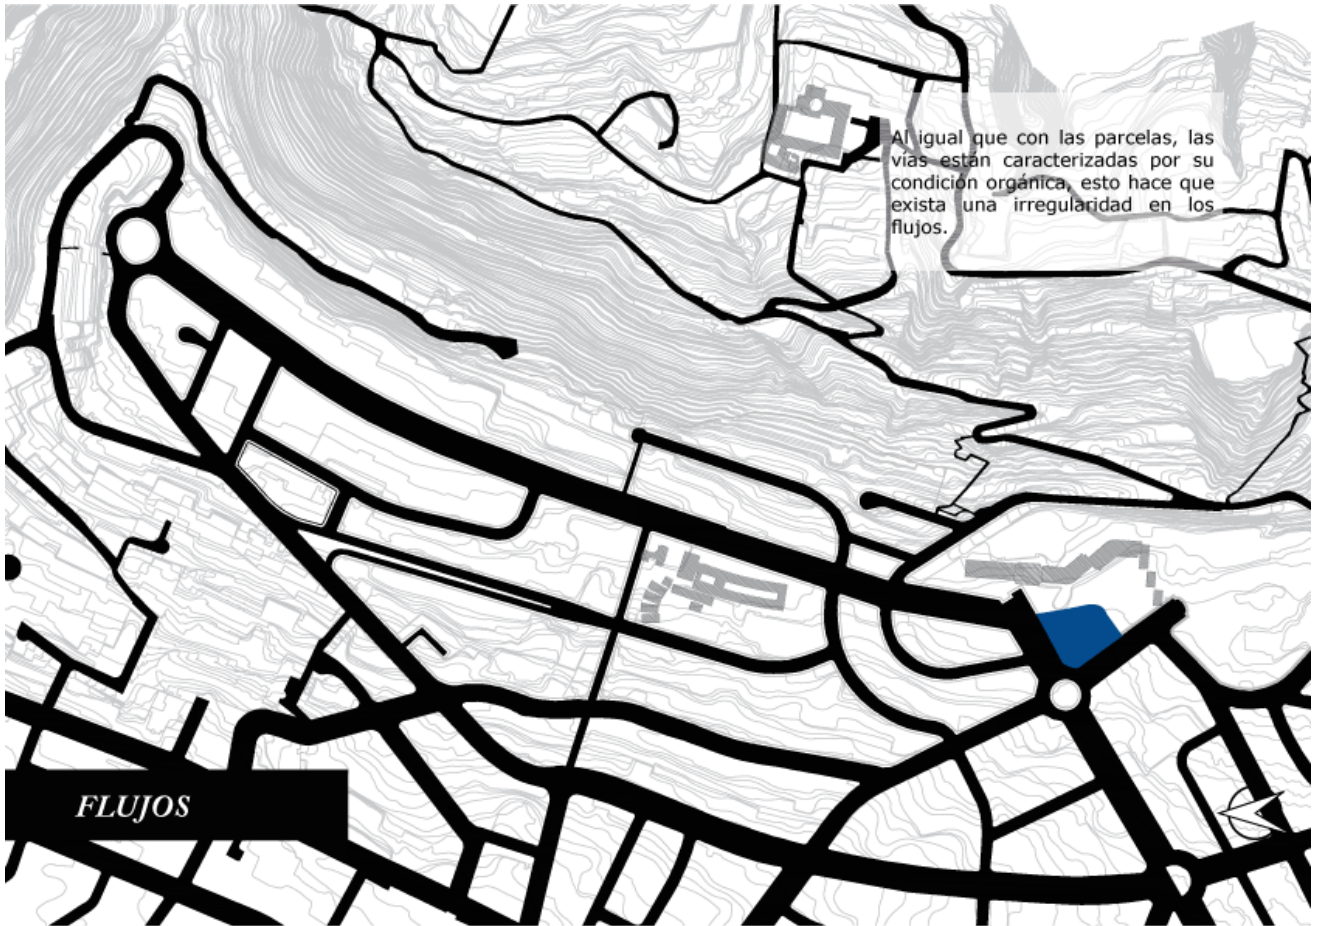 Al igual que con las parcelas, las
vías están caracterizadas por su
condición orgánica, esto hace que
exista una irregularidad en los
flujos.
FLUJOS